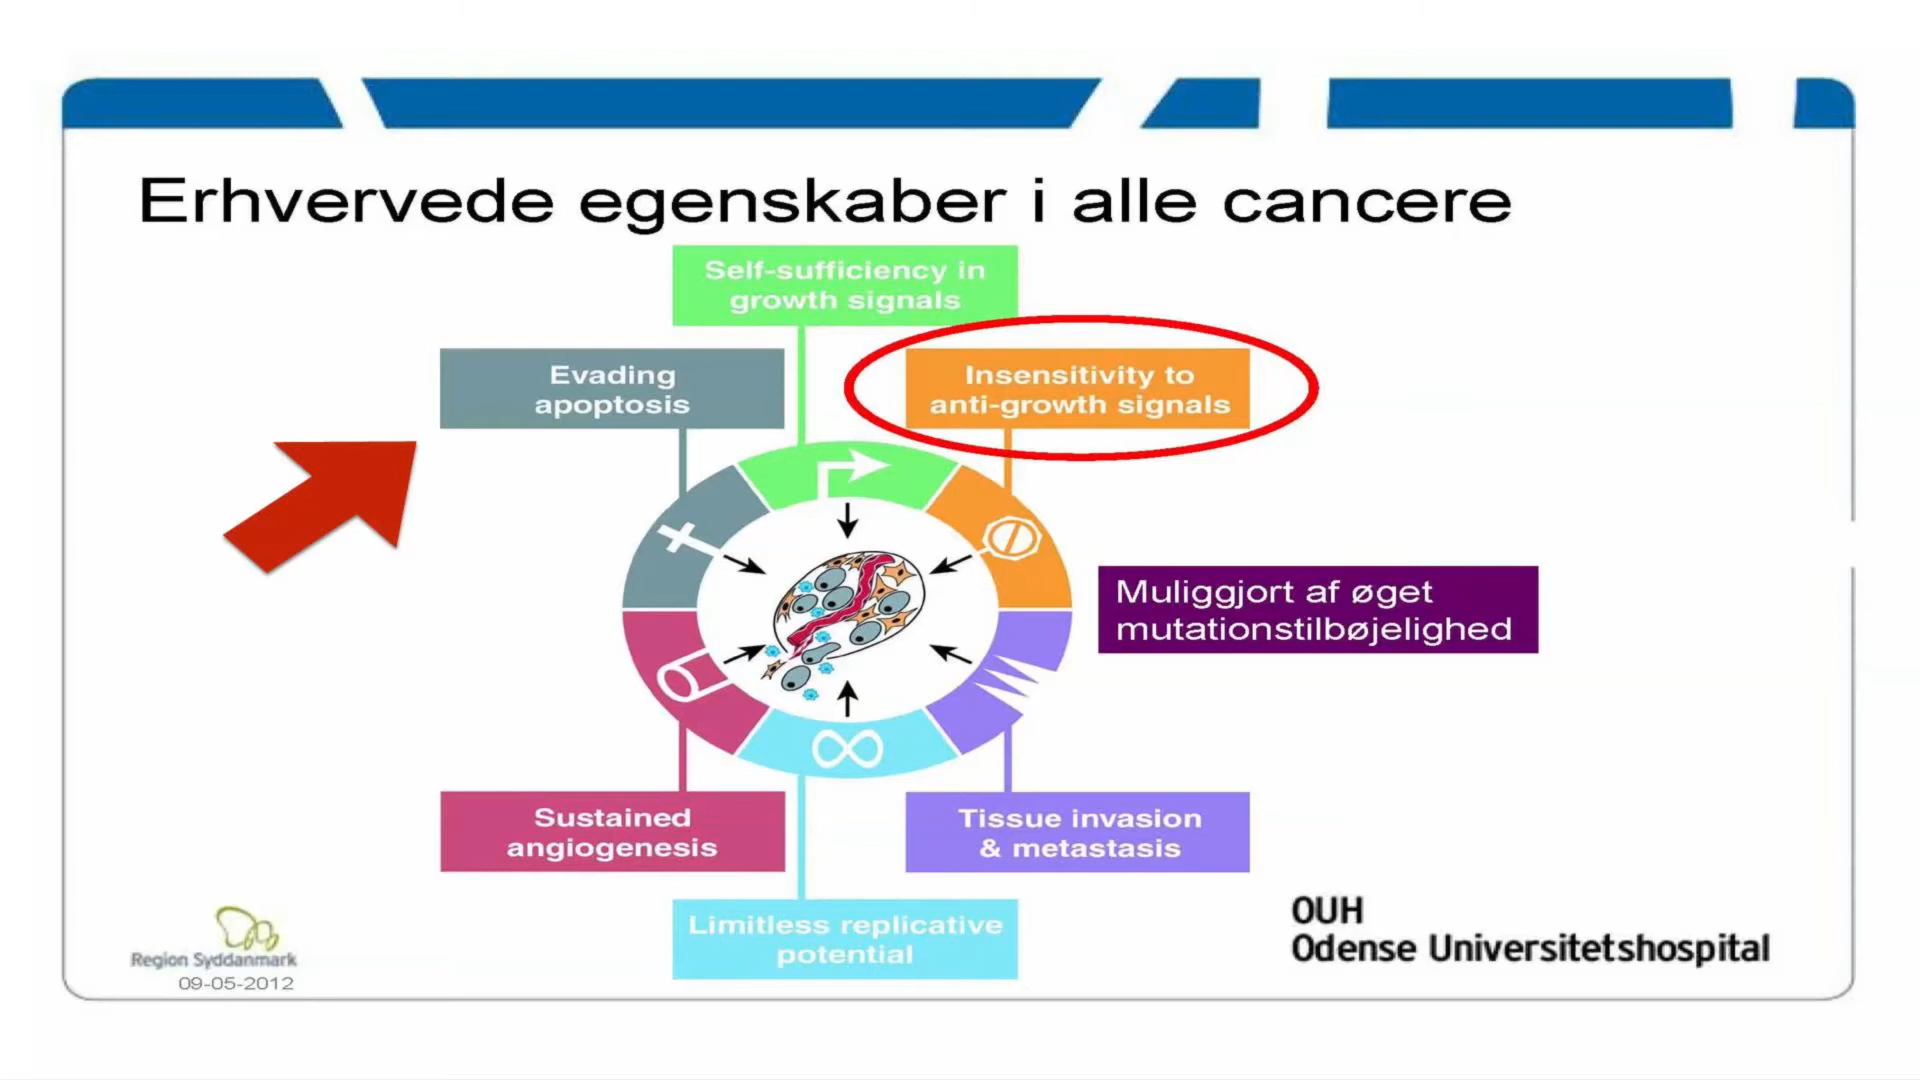 Erhvervede egenskaber i alle cancere
Self-sufficiency in
growth signals
Evading
apoptosis
Insensitivity to
anti-growth signals
Muliggjort af øget
mutationstilbøjelighed
Sustained
angiogenesis
Tissue invasion
& metastasis
Limitless replicative
potential
Region Syddanmark
09-05-2012
OUH
Odense Universitetshospital